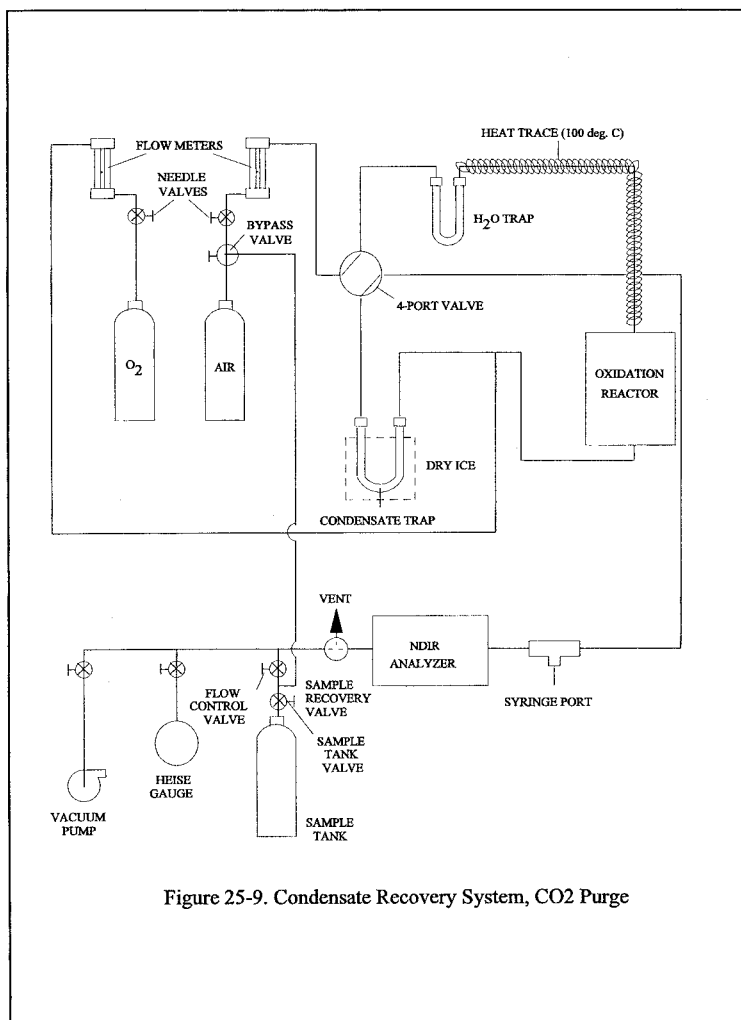 HEAT TRACE (100 deg. C)
FLOW METERS
NEEDLE
VALVES
H2O TRAP
BYPASS
VALVE
4-PORT VALVE
O2
AIR
OXIDATION
REACTOR
DRY ICE
CONDENSATE TRAP
VENT
NDIR
ANALYZER
FLOW
CONTROL
VALVE
SAMPLE
RECOVERY
VALVE
SYRINGE PORT
SAMPLE
TANK
VALVE
HEISE
GAUGE
VACUUM
PUMP
SAMPLE
TANK
Figure 25-9. Condensate Recovery System, CO2 Purge